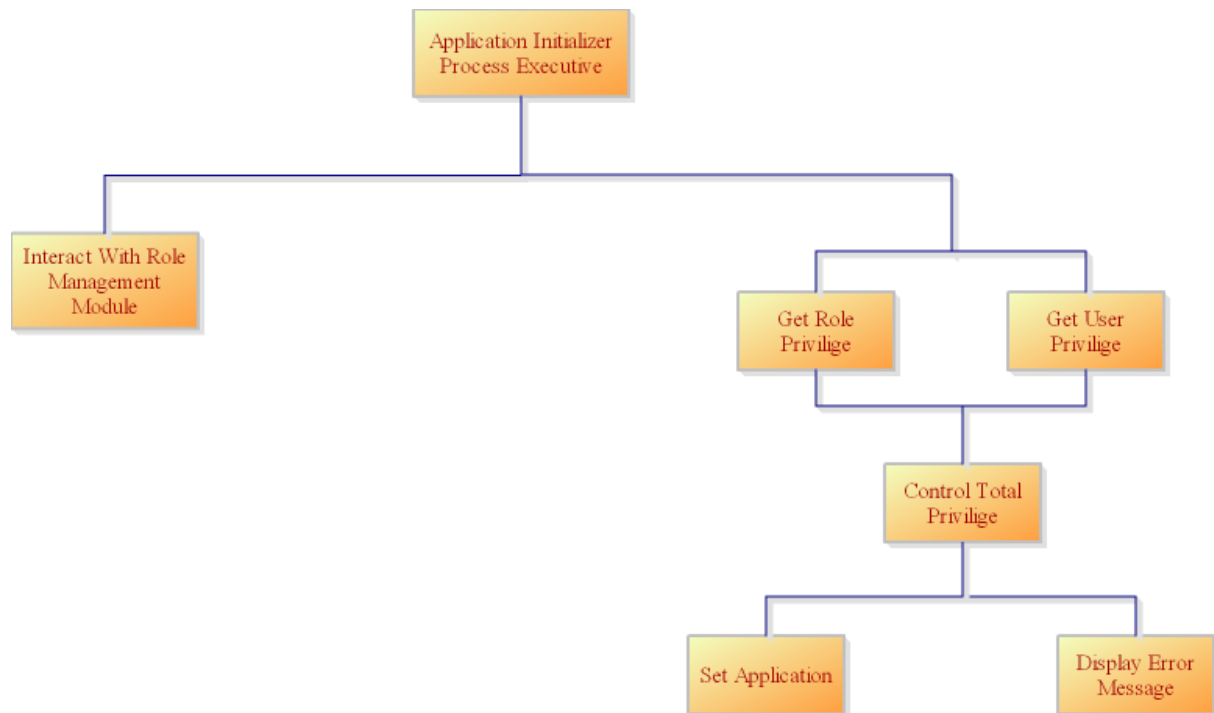 Application Initializer
Process Executive
Interact With Role
Management
Module
Get Role
Privilige
Get User
Privilige
Control Total
Privilige
Set Application
Display Error
Message